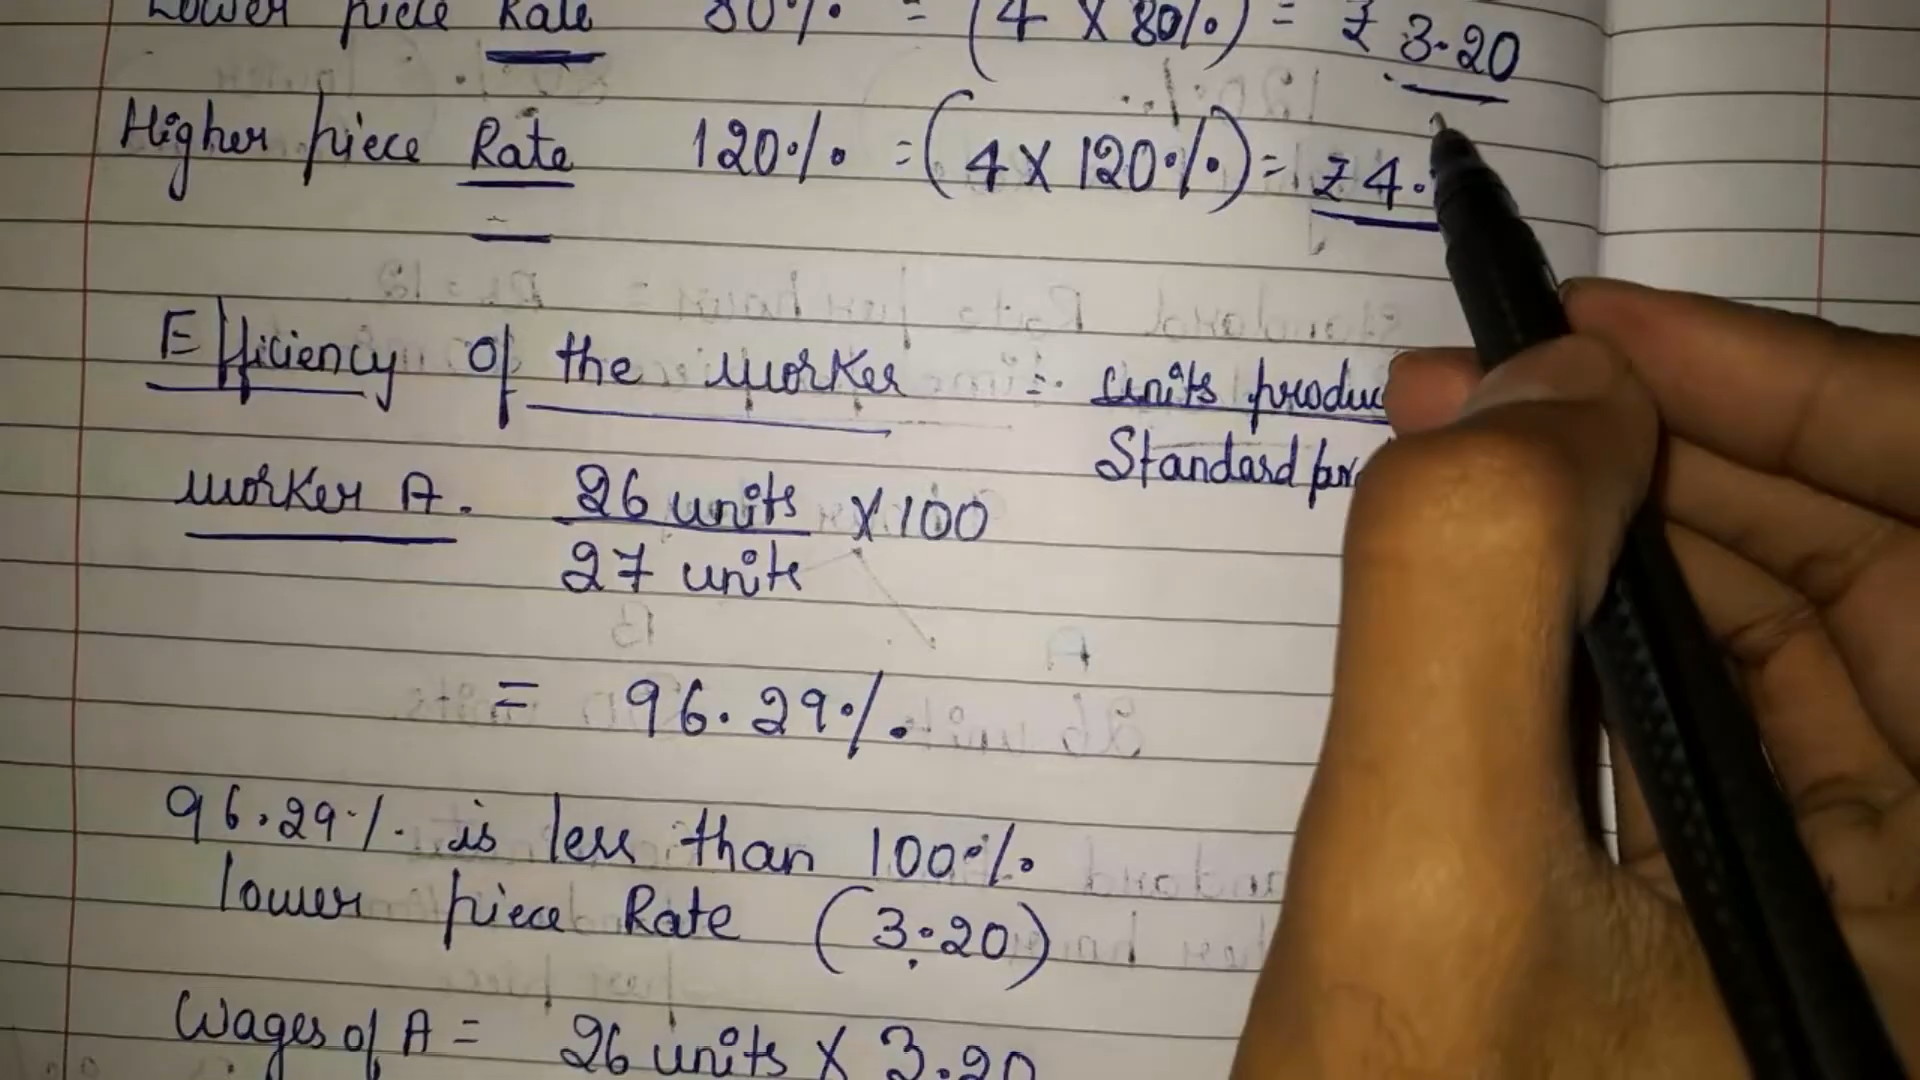 Lower piece Rate 80% = (4 X 80%) = ₹ 3.20
Higher piece Rate 120% = (4 X 120%) = ₹ 4.
Efficiency Of the worker = units produc
Standard pr
worker A. 26 units X 100
27 units
= 96.29%.
96.29%. is less than 100%
lower piece Rate (3.20)
Wages of A = 26 units X 3.20